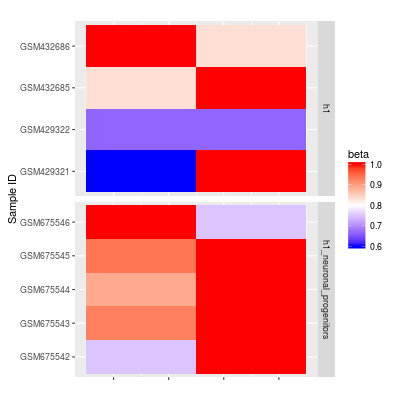 Sample ID
GSM432686
GSM432685
GSM429322
GSM429321
h1
GSM675546
GSM675545
GSM675544
GSM675543
GSM675542
h1_neuronal_progenitors
beta
1.0
0.9
0.8
0.7
0.6